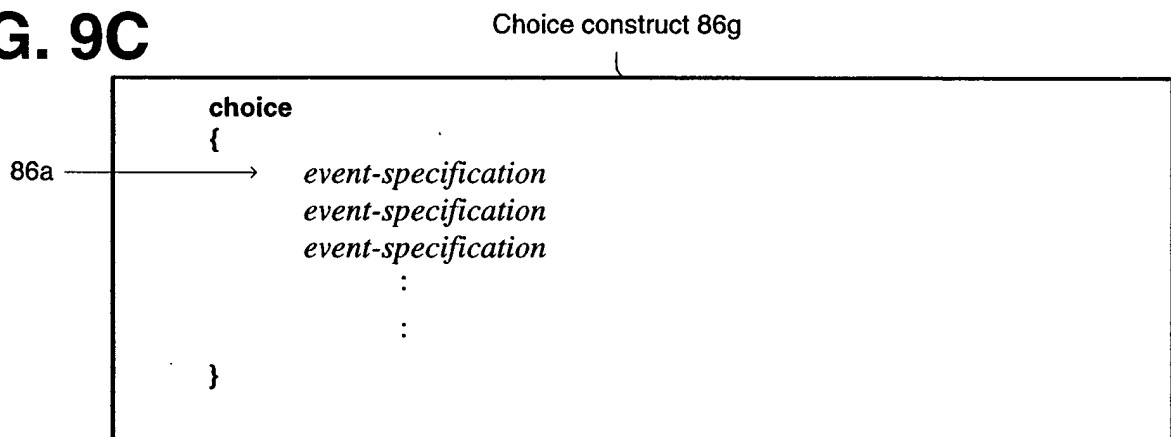 G. 9C
Choice construct 86g
choice
{
86a
event-specification
event-specification
event-specification
:
:
}